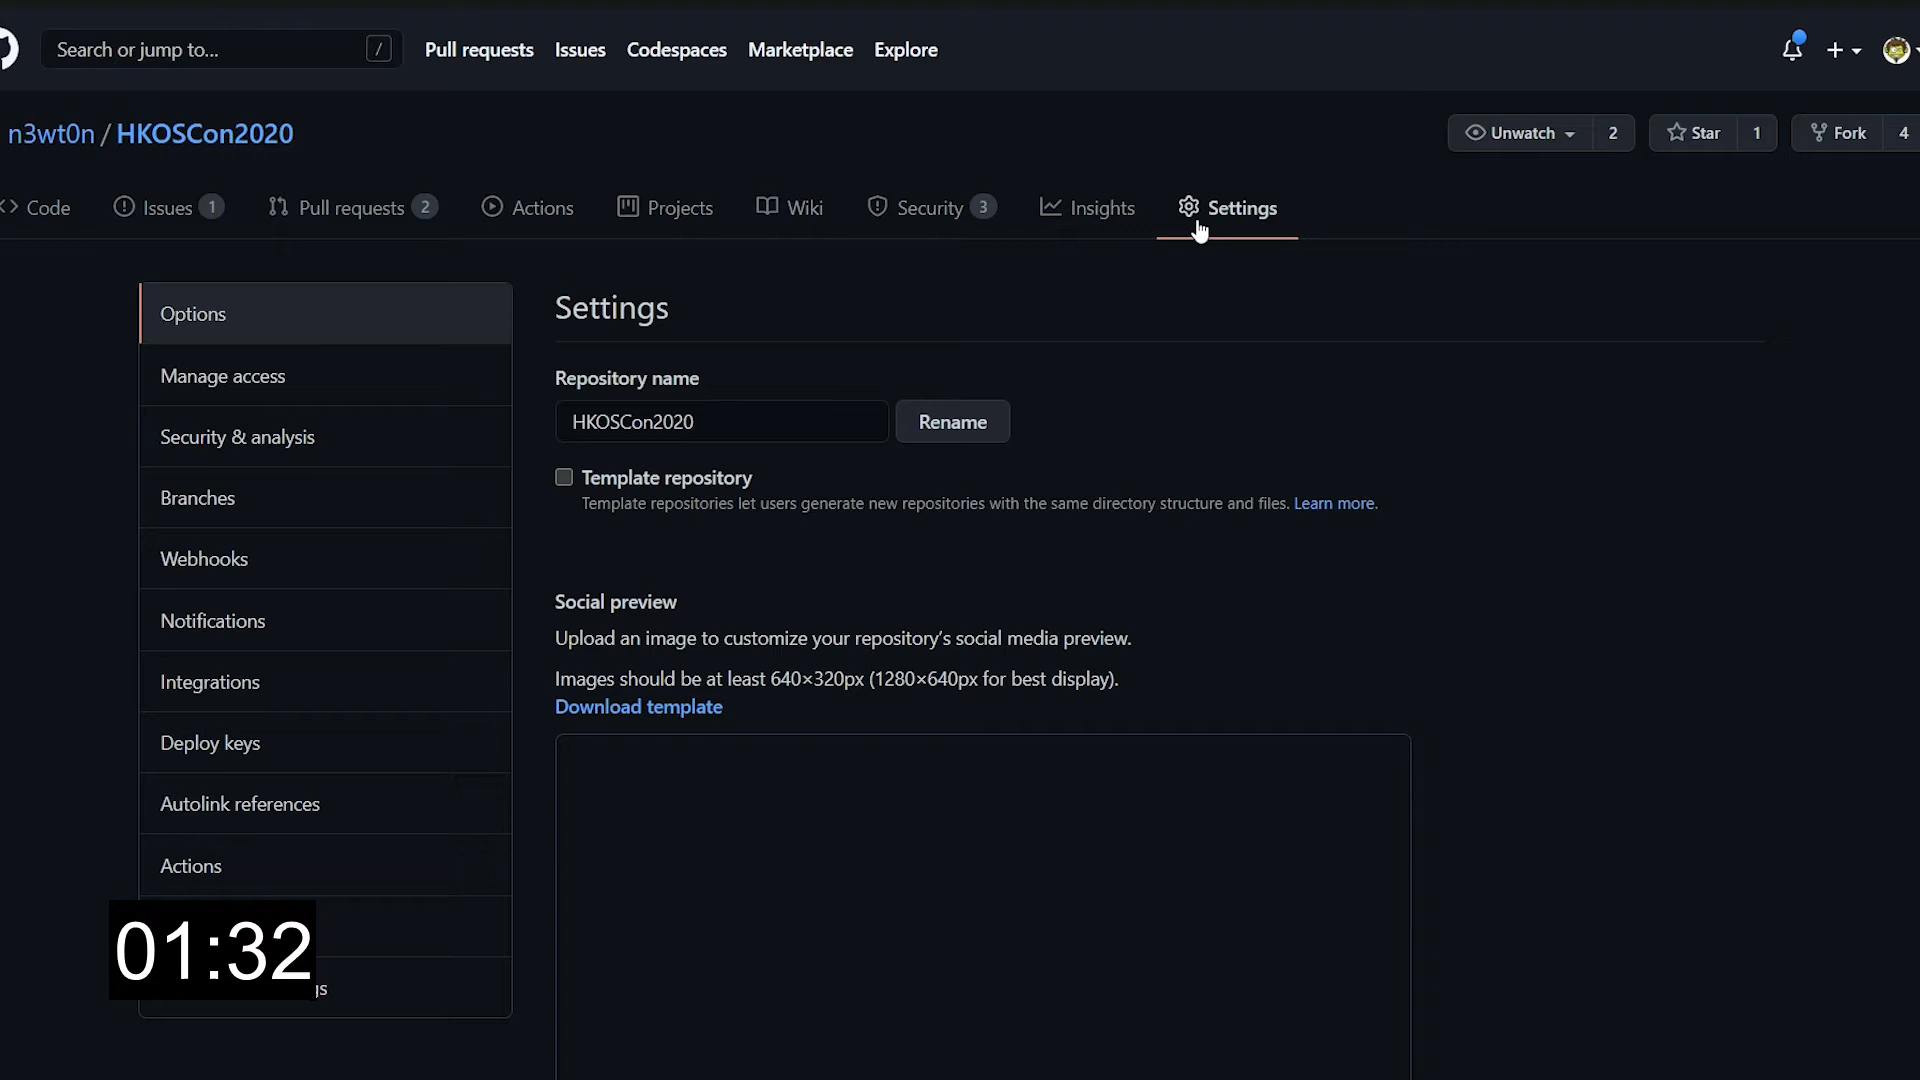 Search or jump to... /
Pull requests Issues Codespaces Marketplace Explore
n3wt0n / HKOSCon2020
Unwatch 2 Star 1 Fork 4
Code Issues 1 Pull requests 2 Actions Projects Wiki Security 3 Insights Settings
Options
Manage access
Security & analysis
Branches
Webhooks
Notifications
Integrations
Deploy keys
Autolink references
Actions
01:32
Settings
Repository name
HKOSCon2020 Rename
Template repository
Template repositories let users generate new repositories with the same directory structure and files. Learn more.
Social preview
Upload an image to customize your repository's social media preview.
Images should be at least 640×320px (1280×640px for best display).
Download template